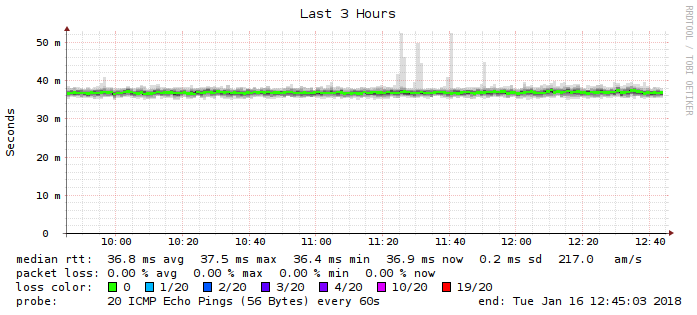 Last 3 Hours
RRDTOOL / TOBI OETIKER
Seconds
50 m
40 m
30 m
20 m
10 m
0
10:00 10:20 10:40 11:00 11:20 11:40 12:00 12:20 12:40
median rtt: 36.8 ms avg 37.5 ms max 36.4 ms min 36.9 ms now 0.2 ms sd 217.0 am/s
packet loss: 0.00 % avg 0.00 % max 0.00 % min 0.00 % now
loss color: 0 1/20 2/20 3/20 4/20 10/20 19/20
probe: 20 ICMP Echo Pings (56 Bytes) every 60s end: Tue Jan 16 12:45:03 2018